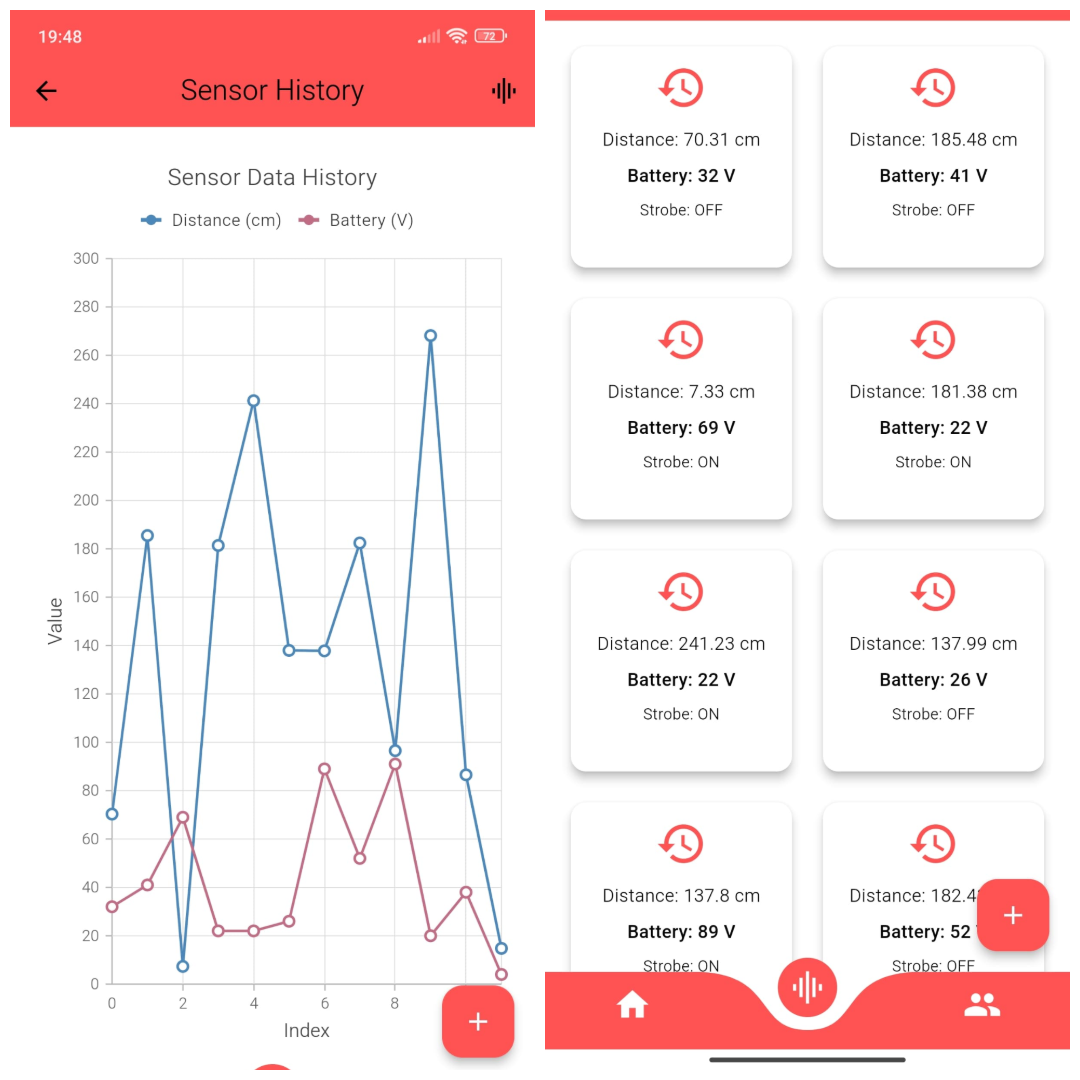 19:48
72
Sensor History
Sensor Data History
Distance (cm) Battery (V)
300
280
260
240
220
200
180
160
140
120
100
80
60
40
20
0
Value
0 2 4 6 8
Index
Distance: 70.31 cm
Battery: 32 V
Strobe: OFF
Distance: 185.48 cm
Battery: 41 V
Strobe: OFF
Distance: 7.33 cm
Battery: 69 V
Strobe: ON
Distance: 181.38 cm
Battery: 22 V
Strobe: ON
Distance: 241.23 cm
Battery: 22 V
Strobe: ON
Distance: 137.99 cm
Battery: 26 V
Strobe: OFF
Distance: 137.8 cm
Battery: 89 V
Strobe: ON
Distance:
Battery: 52
Strobe: OFF